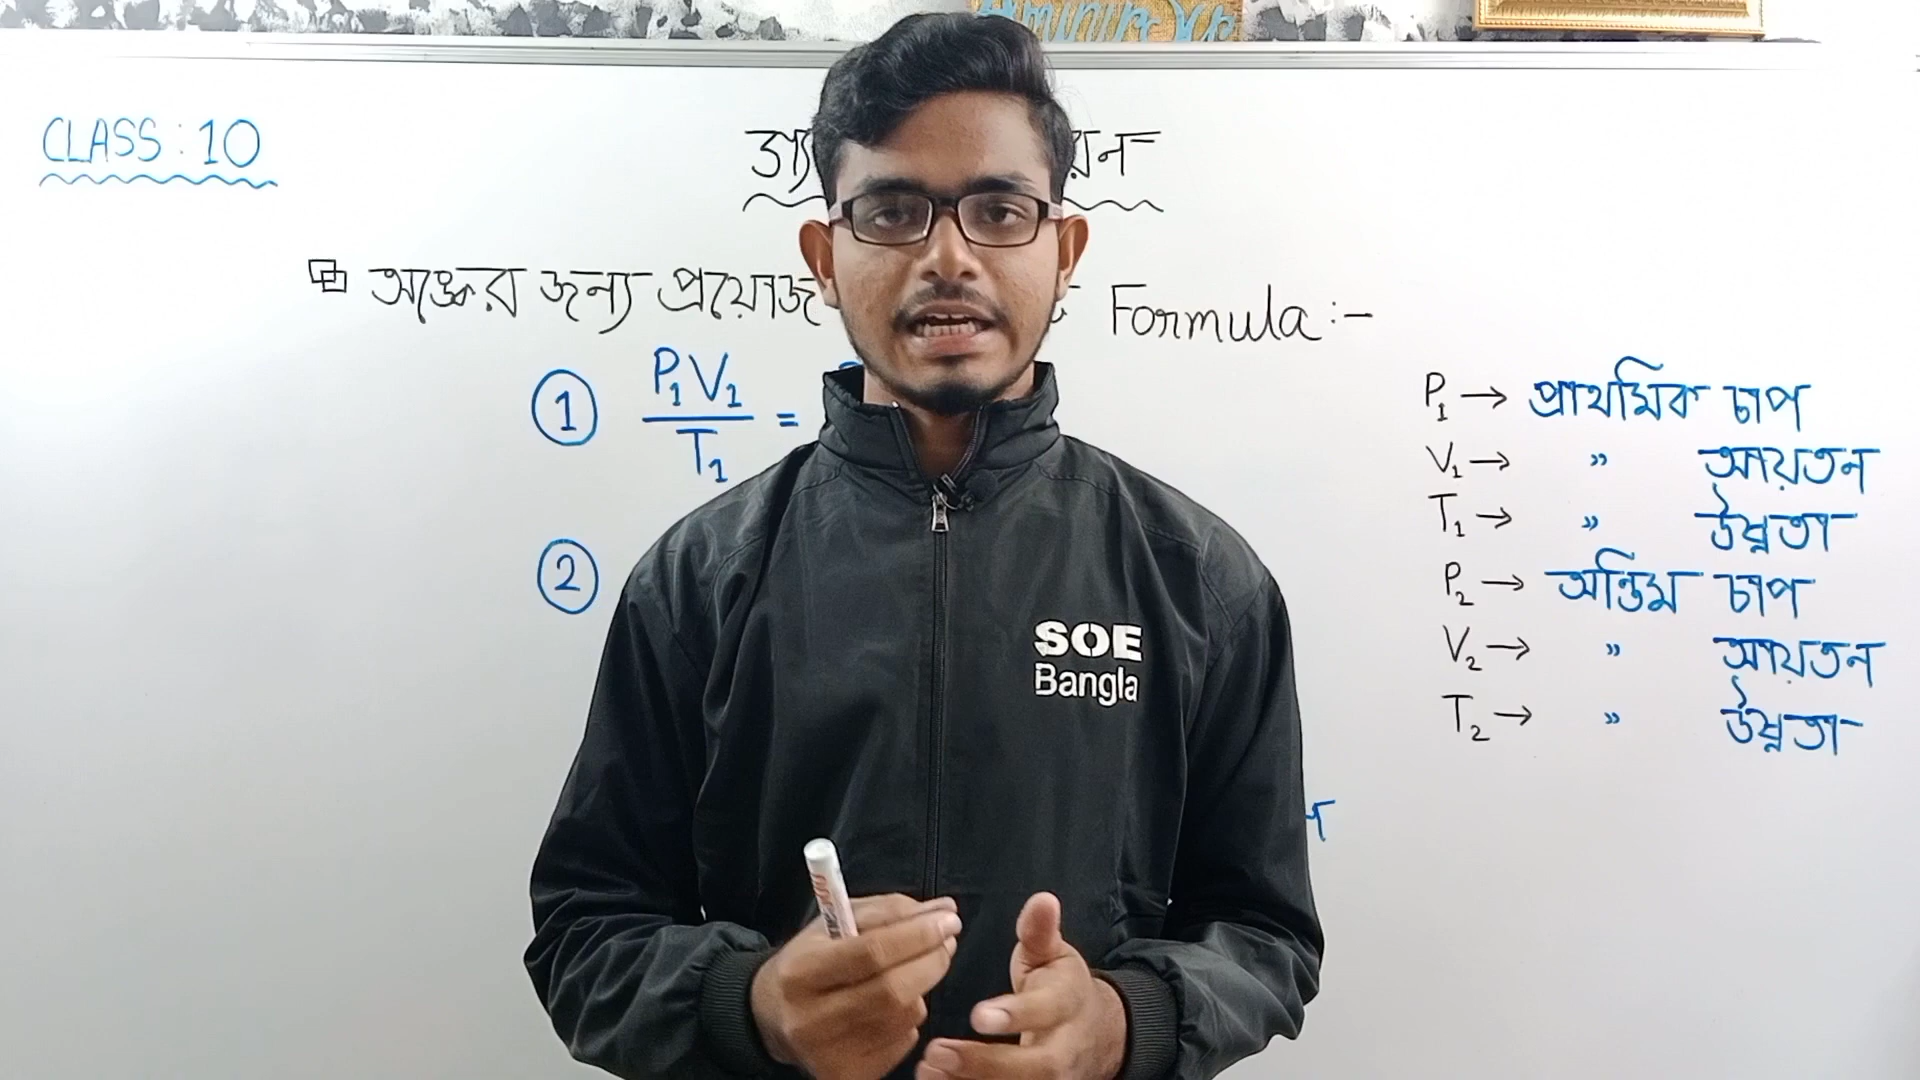 CLASS : 10
অঙ্কের জন্য Formula :-
① P₁V₁ / T₁ =
②
P₁ → প্রাথমিক চাপ
V₁ → " আয়তন
T₁ → " উষ্ণতা
P₂ → অন্তিম চাপ
V₂ → " আয়তন
T₂ → " উষ্ণতা
SOE
Bangla